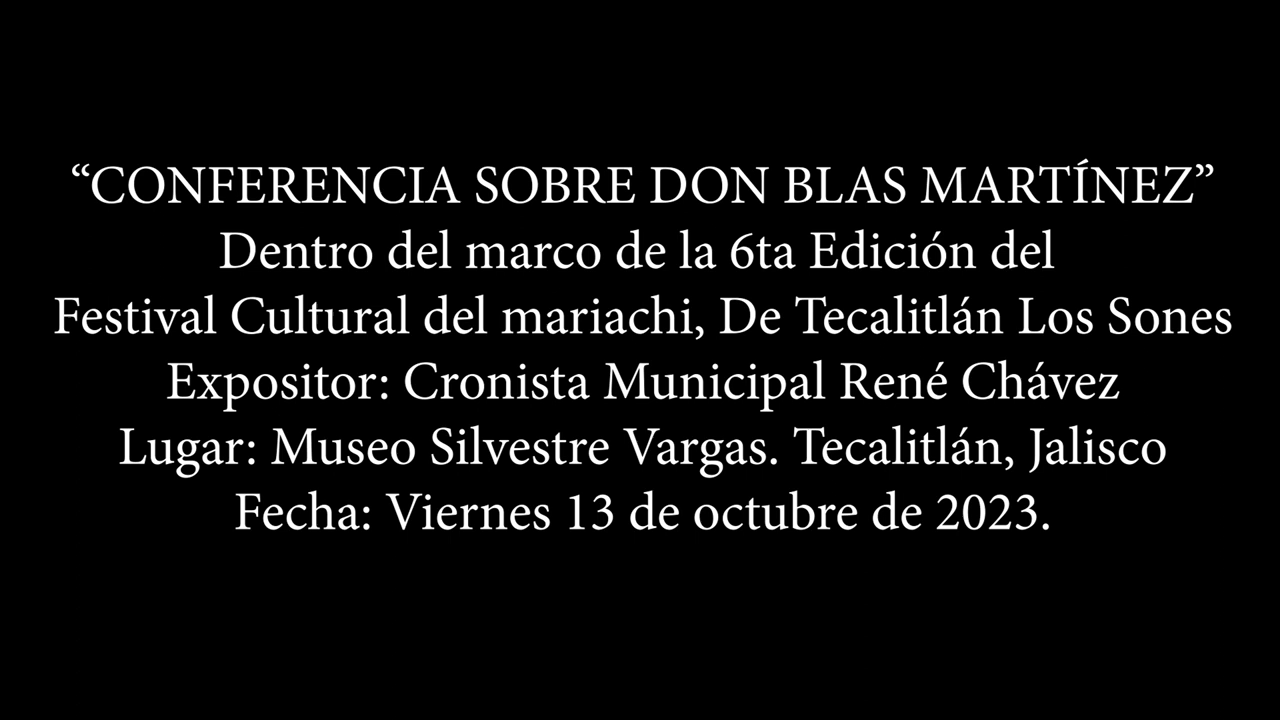 “CONFERENCIA SOBRE DON BLAS MARTÍNEZ”
Dentro del marco de la 6ta Edición del
Festival Cultural del mariachi, De Tecalitlán Los Sones
Expositor: Cronista Municipal René Chávez
Lugar: Museo Silvestre Vargas. Tecalitlán, Jalisco
Fecha: Viernes 13 de octubre de 2023.